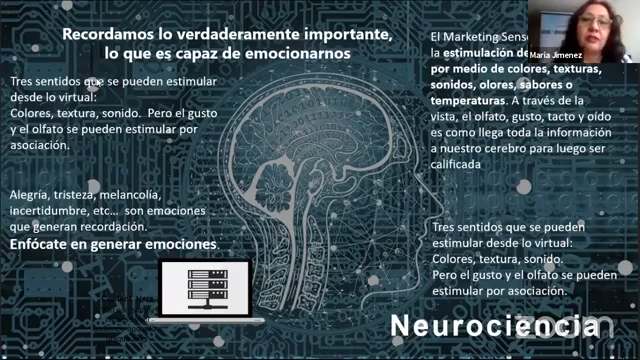 Recordamos lo verdaderamente importante,
lo que es capaz de emocionarnos
Tres sentidos que se pueden estimular
desde lo virtual:
Colores, textura, sonido. Pero el gusto
y el olfato se pueden estimular por
asociación.
Alegría, tristeza, melancolía,
incertidumbre, etc... son emociones
que generan recordación.
Enfócate en generar emociones.
El Marketing
la estimulación
por medio de colores, texturas,
sonidos, olores, sabores o
temperaturas. A través de la
vista, el olfato, gusto, tacto y oído
es como llega toda la información
a nuestro cerebro para luego ser
calificada
Tres sentidos que se pueden
estimular desde lo virtual:
Colores, textura, sonido.
Pero el gusto y el olfato se pueden
estimular por asociación.
Neurociencia
Maria Jimenez
zoom